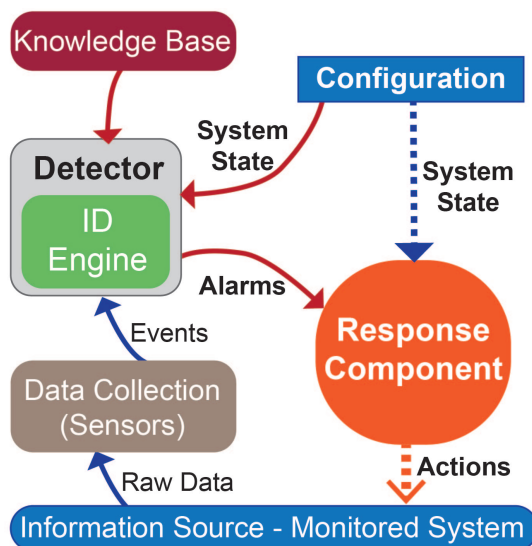 Knowledge Base
Configuration
System
State
Detector
System
State
ID
Engine
Alarms
Response
Component
Events
Data Collection
(Sensors)
Actions
Raw Data
Information Source - Monitored System